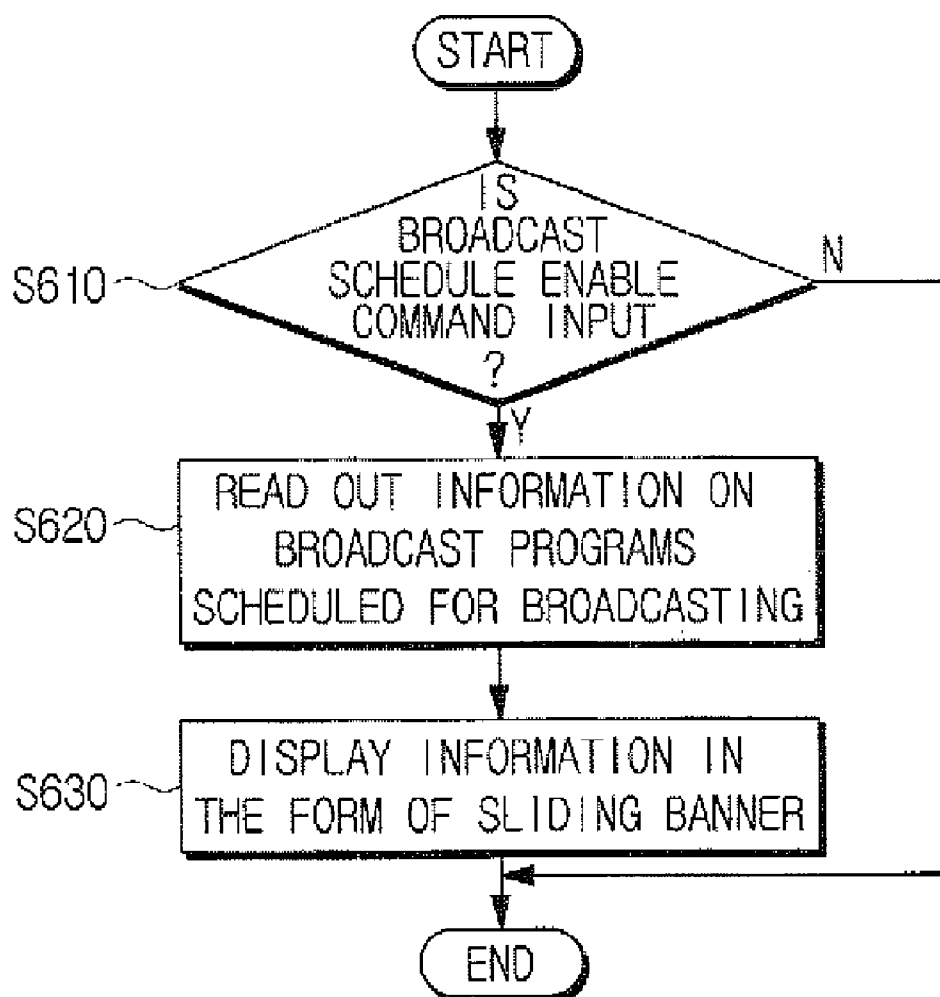 START
IS
BROADCAST
SCHEDULE ENABLE
COMMAND INPUT
?
S610
N
Y
READ OUT INFORMATION ON
BROADCAST PROGRAMS
SCHEDULED FOR BROADCASTING
S620
DISPLAY INFORMATION IN
THE FORM OF SLIDING BANNER
S630
END